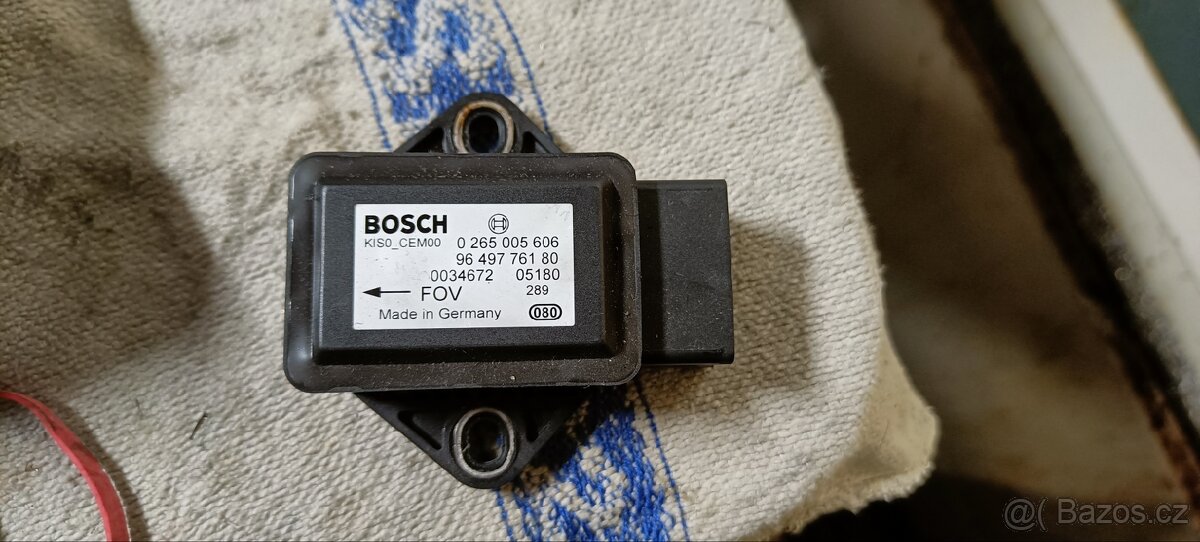 BOSCH
KIS0_CEM00 0 265 005 606
96 497 761 80
0034672 05180
FOV 289
Made in Germany 080
@( Bazos.cz